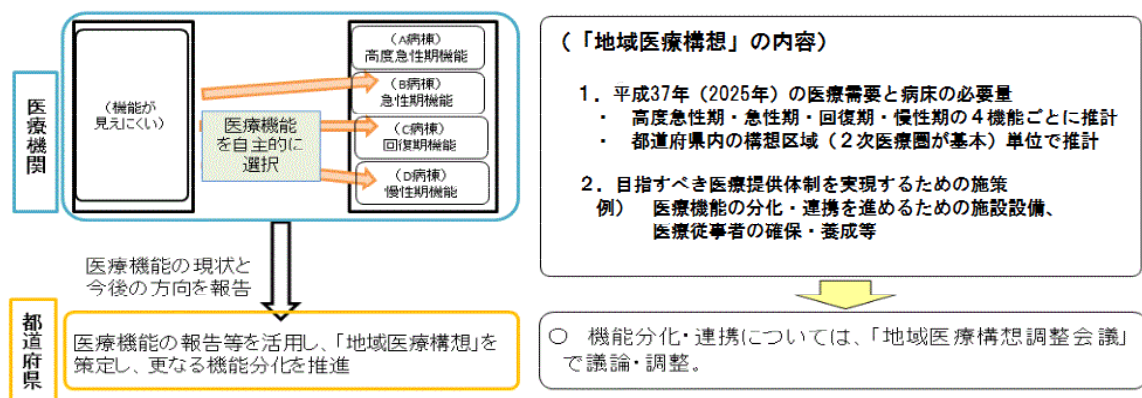 医療機関
(機能が
見えにくい)
医療機能
を自主的に
選択
(A病棟)
高度急性期機能
(B病棟)
急性期機能
(C病棟)
回復期機能
(D病棟)
慢性期機能
医療機能の現状と
今後の方向を報告
都道府県
医療機能の報告等を活用し、「地域医療構想」を
策定し、更なる機能分化を推進
(「地域医療構想」の内容)
1.平成37年(2025年)の医療需要と病床の必要量
・ 高度急性期・急性期・回復期・慢性期の4機能ごとに推計
・ 都道府県内の構想区域(2次医療圏が基本)単位で推計
2.目指すべき医療提供体制を実現するための施策
例) 医療機能の分化・連携を進めるための施設設備、
医療従事者の確保・養成等
○ 機能分化・連携については、「地域医療構想調整会議」
で議論・調整。